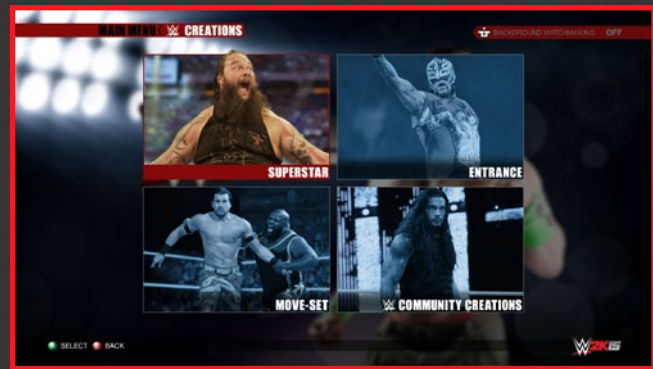 MAIN MENU W CREATIONS
BACKGROUND MATCHMAKING OFF
SUPERSTAR
ENTRANCE
MOVE-SET
W COMMUNITY CREATIONS
A SELECT B BACK
W 2K15